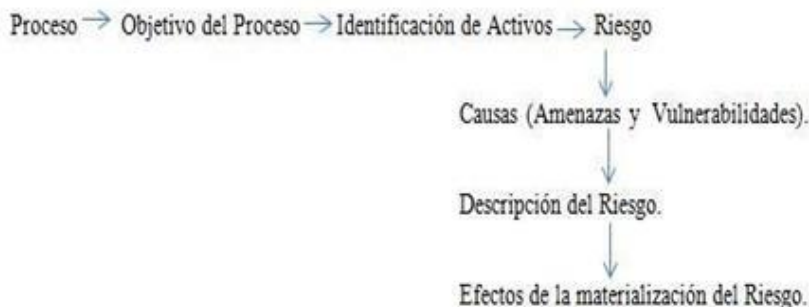 Proceso → Objetivo del Proceso → Identificación de Activos → Riesgo
Causas (Amenazas y Vulnerabilidades).
Descripción del Riesgo.
Efectos de la materialización del Riesgo.